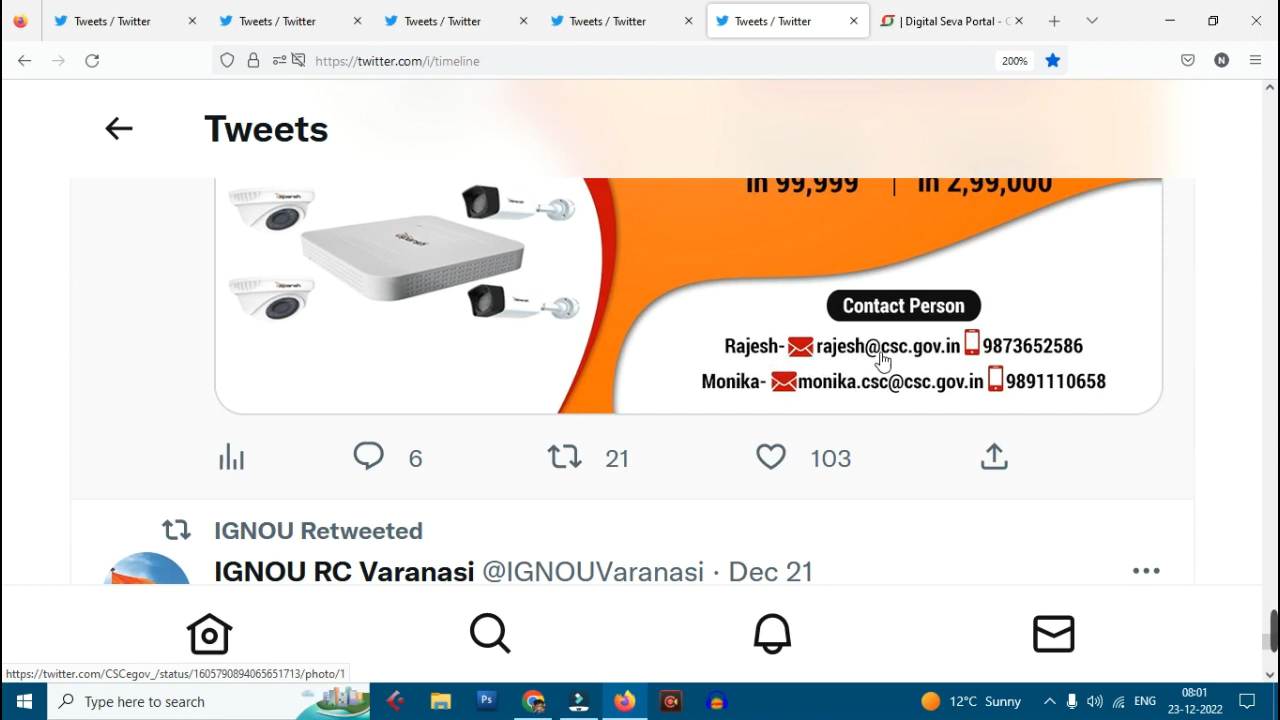 Tweets / Twitter
Tweets / Twitter
Tweets / Twitter
Tweets / Twitter
Tweets / Twitter
| Digital Seva Portal - C
https://twitter.com/i/timeline
200%
N
Tweets
in 99,999 | in 2,99,000
Contact Person
Rajesh- rajesh@csc.gov.in 9873652586
Monika- monika.csc@csc.gov.in 9891110658
6
21
103
IGNOU Retweeted
IGNOU RC Varanasi @IGNOUVaranasi · Dec 21
https://twitter.com/CSCegov_/status/1605790894065651713/photo/1
Type here to search
Ps
12°C Sunny
ENG
08:01
23-12-2022